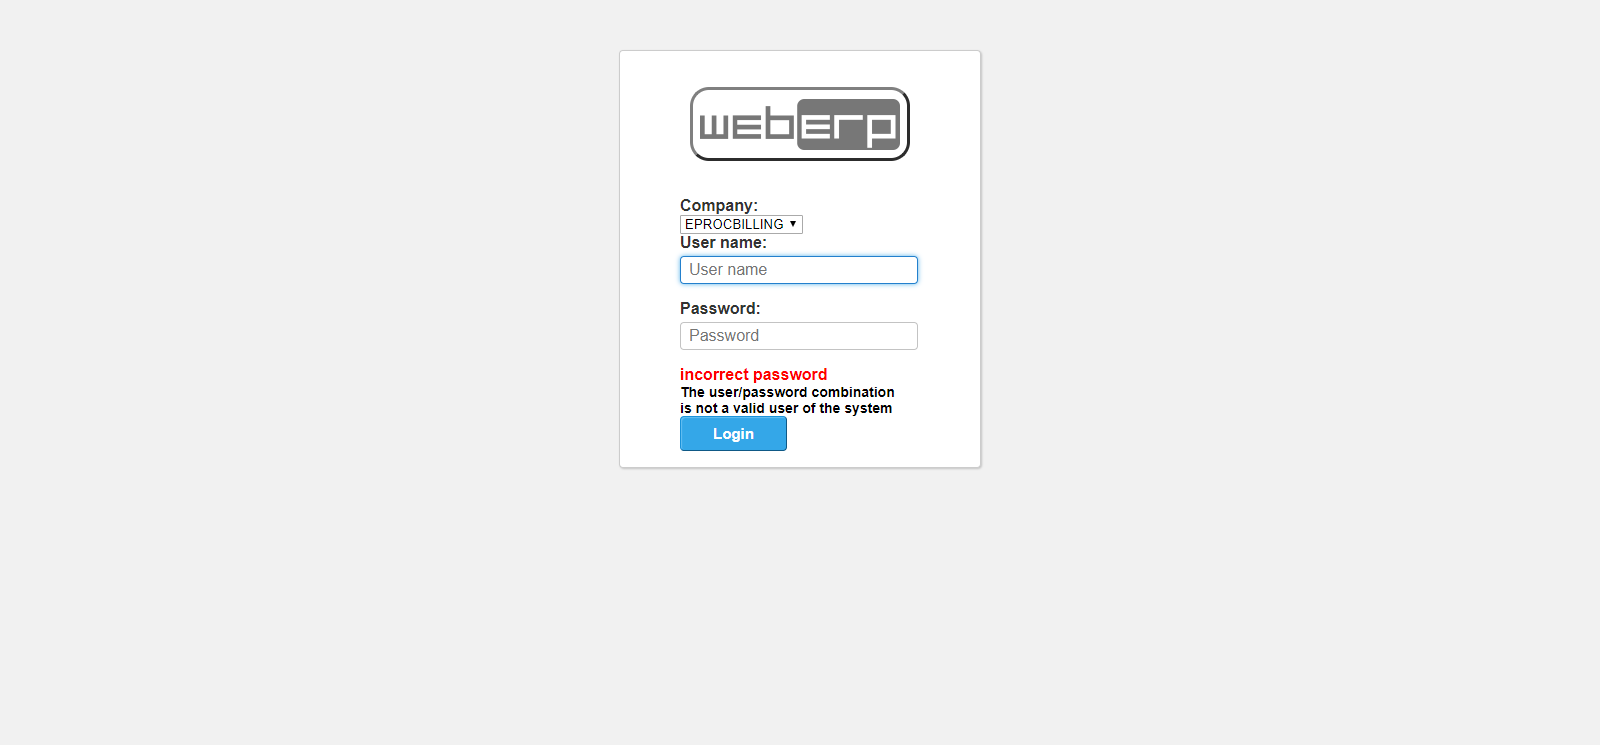 weberp
Company:
EPROCBILLING
User name:
User name
Password:
Password
incorrect password
The user/password combination
is not a valid user of the system
Login